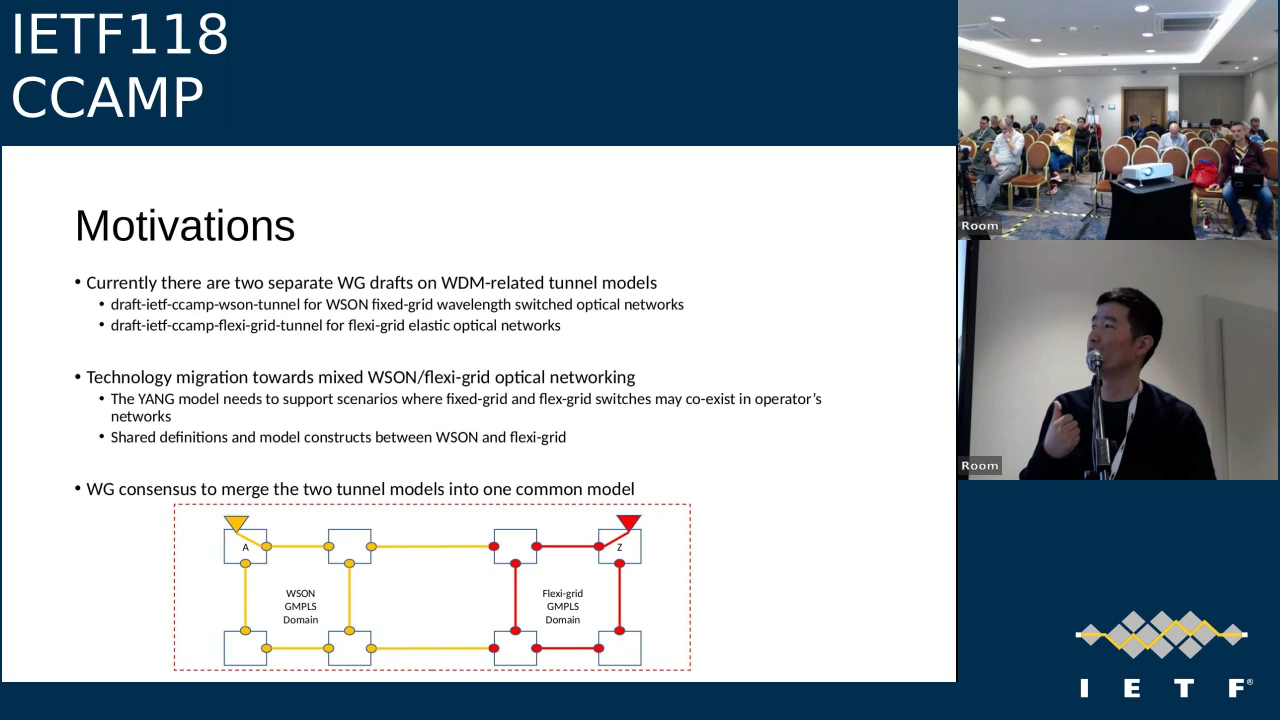 IETF118
CCAMP
Motivations
• Currently there are two separate WG drafts on WDM-related tunnel models
• draft-ietf-ccamp-wson-tunnel for WSON fixed-grid wavelength switched optical networks
• draft-ietf-ccamp-flexi-grid-tunnel for flexi-grid elastic optical networks
• Technology migration towards mixed WSON/flexi-grid optical networking
• The YANG model needs to support scenarios where fixed-grid and flex-grid switches may co-exist in operator's
networks
• Shared definitions and model constructs between WSON and flexi-grid
• WG consensus to merge the two tunnel models into one common model
A
Z
WSON
GMPLS
Domain
Flexi-grid
GMPLS
Domain
Room
Room
I E T F®